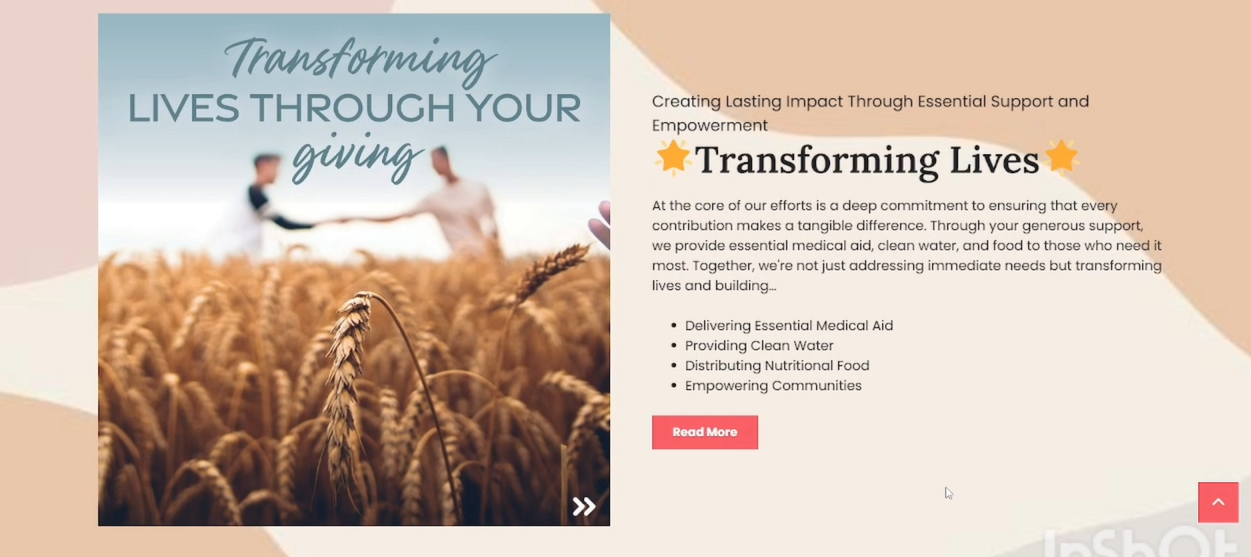 Transforming
LIVES THROUGH YOUR
giving
Creating Lasting Impact Through Essential Support and
Empowerment
Transforming Lives
At the core of our efforts is a deep commitment to ensuring that every
contribution makes a tangible difference. Through your generous support,
we provide essential medical aid, clean water, and food to those who need it
most. Together, we're not just addressing immediate needs but transforming
lives and building...
Delivering Essential Medical Aid
Providing Clean Water
Distributing Nutritional Food
Empowering Communities
Read More
InShOt